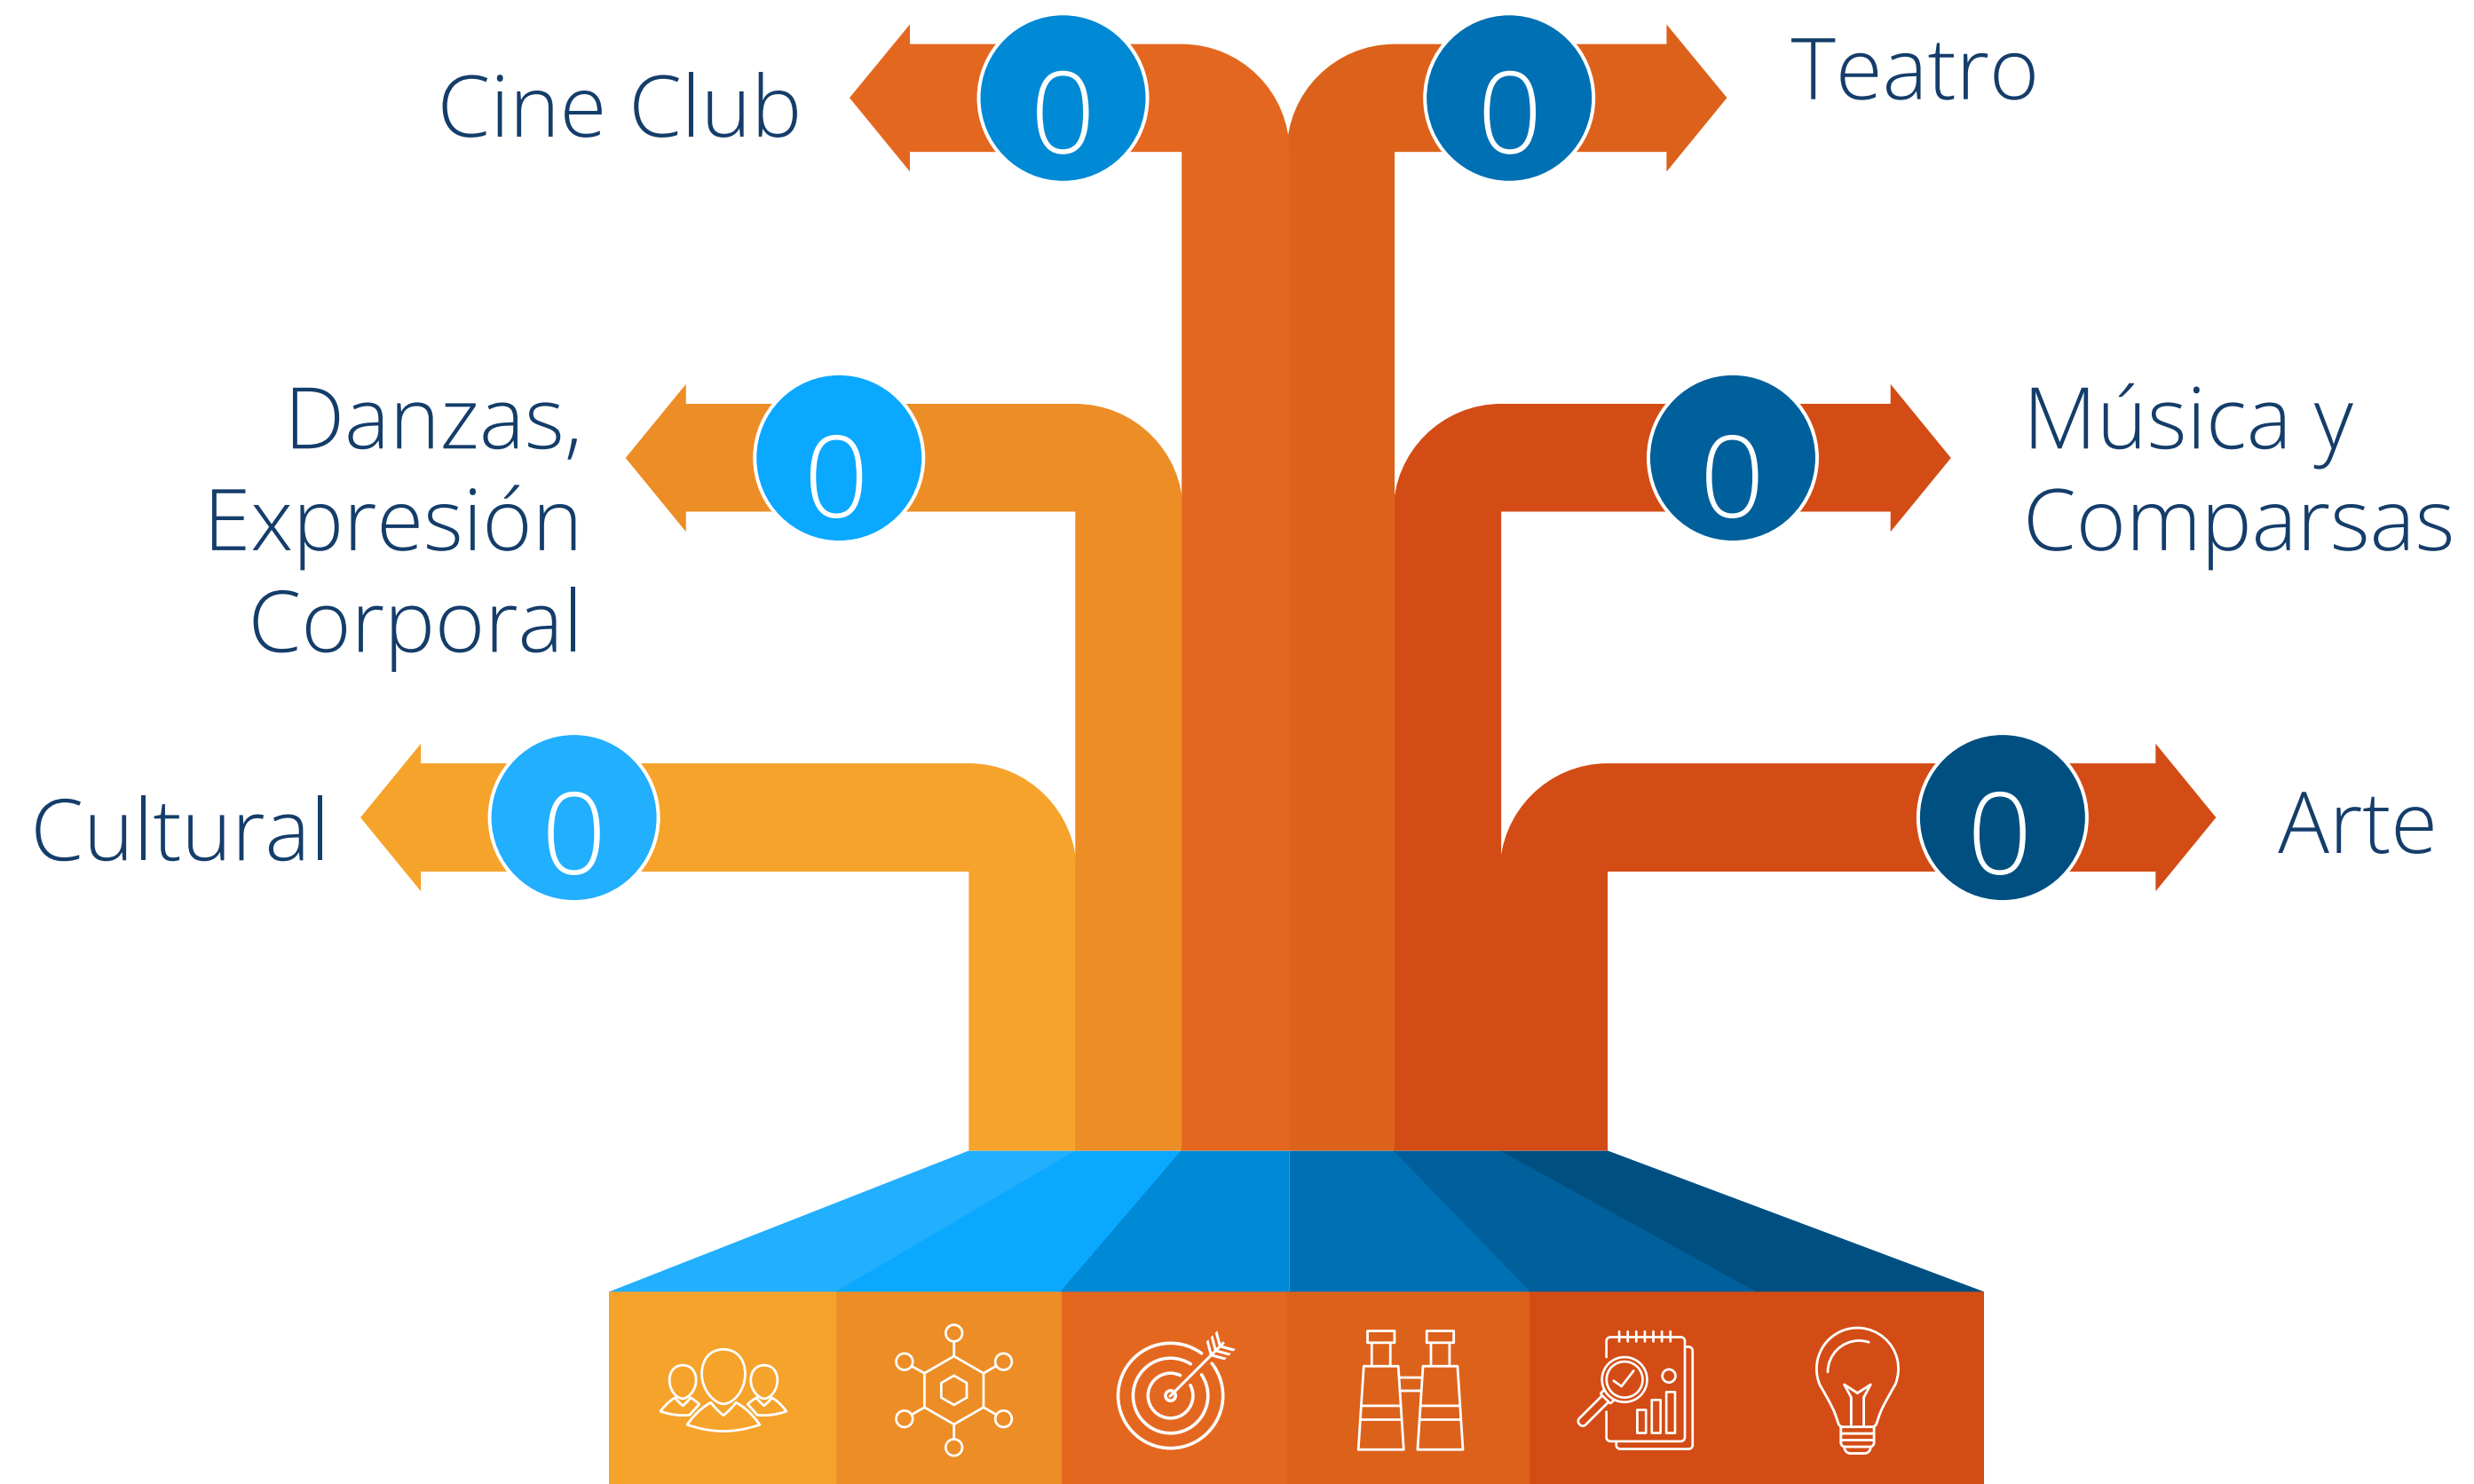 Cine Club
0
0
Teatro
Danzas,
Expresión
Corporal
0
0
Música y
Comparsas
Cultural
0
0
Arte